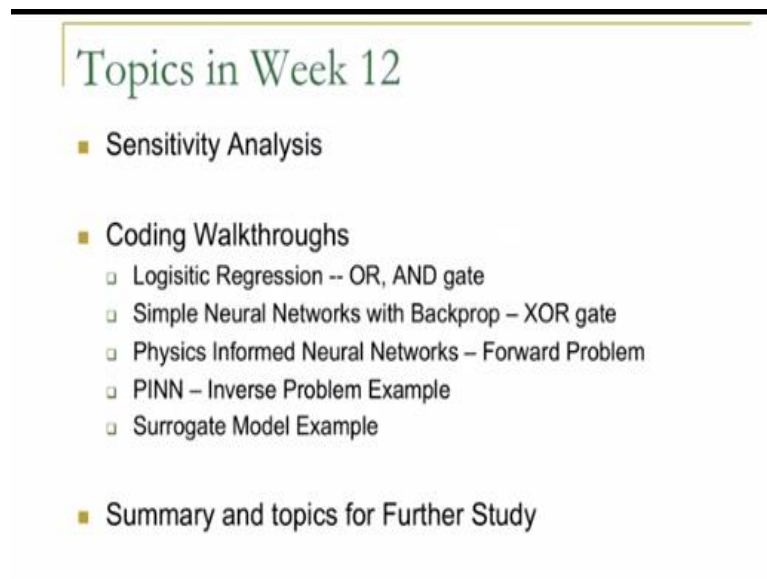 Topics in Week 12
Sensitivity Analysis
Coding Walkthroughs
Logisitic Regression -- OR, AND gate
Simple Neural Networks with Backprop – XOR gate
Physics Informed Neural Networks – Forward Problem
PINN – Inverse Problem Example
Surrogate Model Example
Summary and topics for Further Study